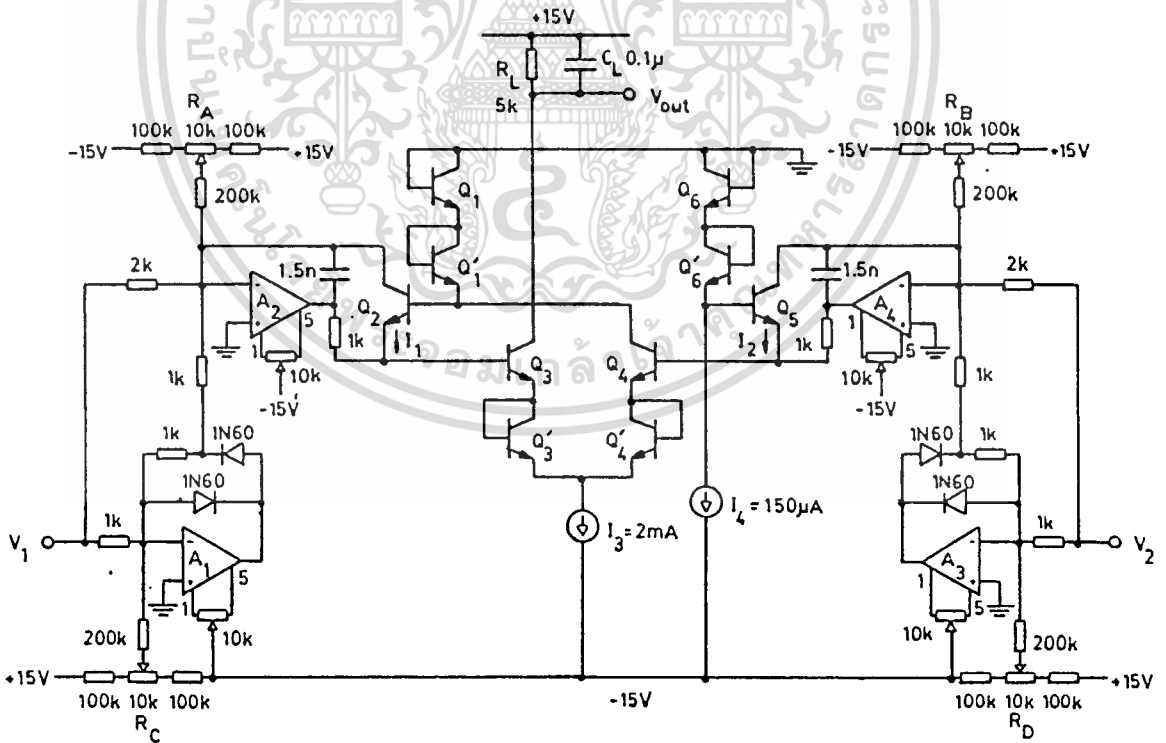 +15V
R_L
5k
C_L 0.1µ
V_out
R_A
100k 10k 100k
-15V
+15V
200k
R_B
100k 10k 100k
-15V
+15V
200k
Q_1
Q_6
Q'_1
Q'_6
2k
1.5n
A_2
5
1
10k
-15V
Q_2
I_1
1k
1k
Q_3
Q_4
Q'_3
Q'_4
Q_5
I_2
1k
1.5n
A_4
1
5
10k
-15V
2k
1k
1k
1N60
1N60
1k
V_1
A_1
5
1
10k
200k
I_3=2mA
I_4=150µA
1N60
1k
1N60
1k
V_2
A_3
1
5
10k
200k
+15V
100k 10k 100k
R_C
-15V
100k 10k 100k
R_D
+15V